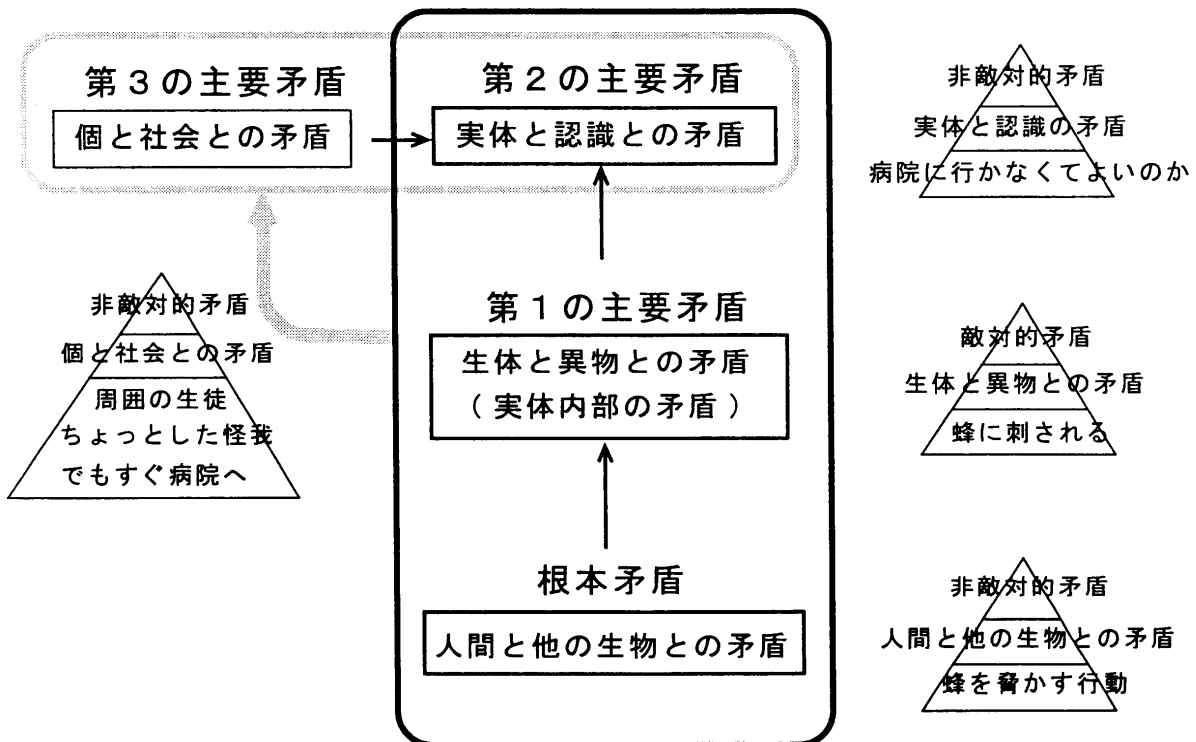 第３の主要矛盾
個と社会との矛盾
第２の主要矛盾
実体と認識との矛盾
非敵対的矛盾
実体と認識の矛盾
病院に行かなくてよいのか
非敵対的矛盾
個と社会との矛盾
周囲の生徒
ちょっとした怪我
でもすぐ病院へ
第１の主要矛盾
生体と異物との矛盾
（実体内部の矛盾）
敵対的矛盾
生体と異物との矛盾
蜂に刺される
根本矛盾
人間と他の生物との矛盾
非敵対的矛盾
人間と他の生物との矛盾
蜂を脅かす行動